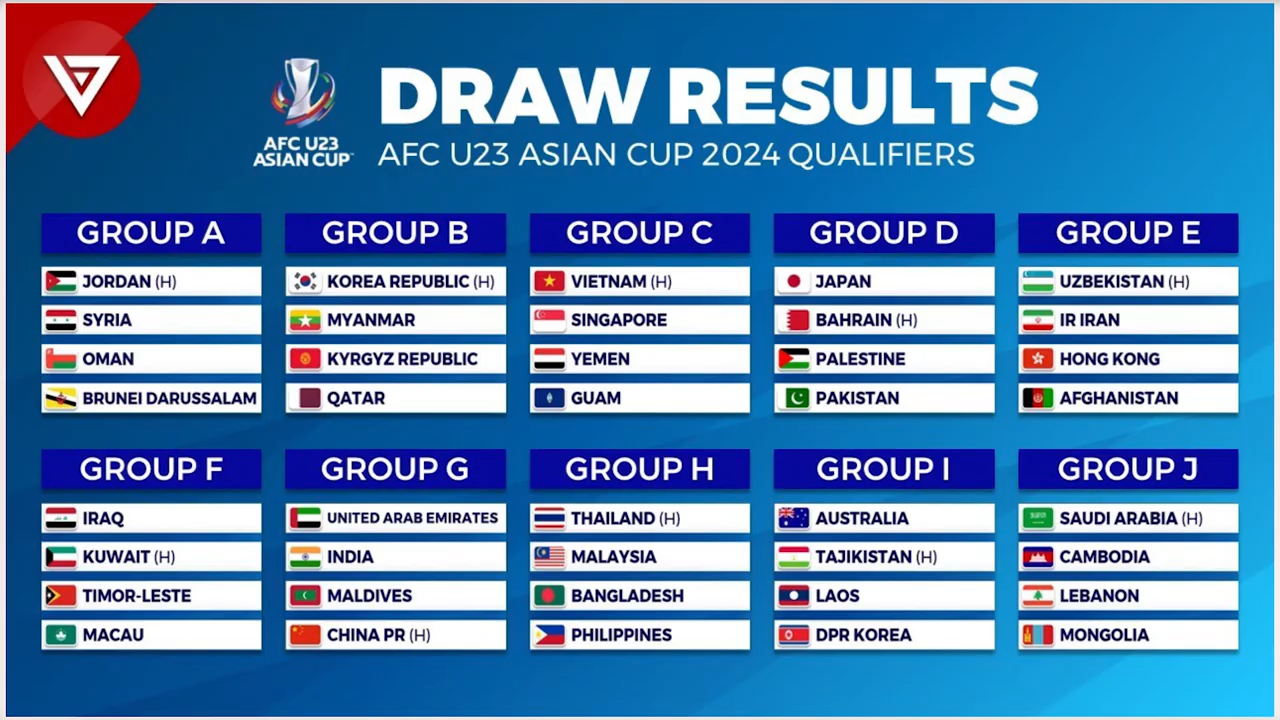 DRAW RESULTS
AFC U23
ASIAN CUP™
AFC U23 ASIAN CUP 2024 QUALIFIERS
GROUP A
JORDAN (H)
SYRIA
OMAN
BRUNEI DARUSSALAM
GROUP B
KOREA REPUBLIC (H)
MYANMAR
KYRGYZ REPUBLIC
QATAR
GROUP C
VIETNAM (H)
SINGAPORE
YEMEN
GUAM
GROUP D
JAPAN
BAHRAIN (H)
PALESTINE
PAKISTAN
GROUP E
UZBEKISTAN (H)
IR IRAN
HONG KONG
AFGHANISTAN
GROUP F
IRAQ
KUWAIT (H)
TIMOR-LESTE
MACAU
GROUP G
UNITED ARAB EMIRATES
INDIA
MALDIVES
CHINA PR (H)
GROUP H
THAILAND (H)
MALAYSIA
BANGLADESH
PHILIPPINES
GROUP I
AUSTRALIA
TAJIKISTAN (H)
LAOS
DPR KOREA
GROUP J
SAUDI ARABIA (H)
CAMBODIA
LEBANON
MONGOLIA